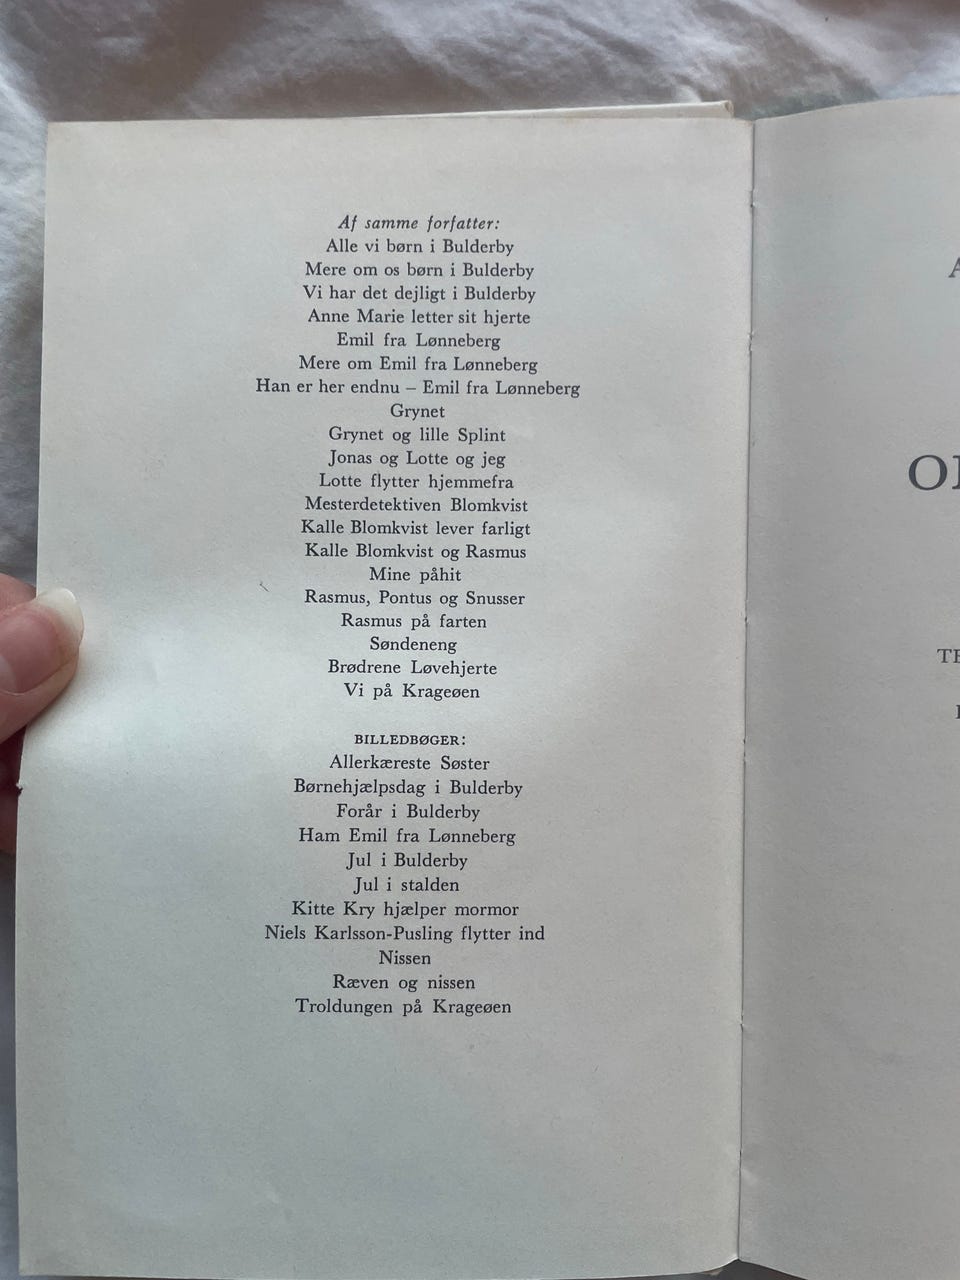 Af samme forfatter:
Alle vi børn i Bulderby
Mere om os børn i Bulderby
Vi har det dejligt i Bulderby
Anne Marie letter sit hjerte
Emil fra Lønneberg
Mere om Emil fra Lønneberg
Han er her endnu – Emil fra Lønneberg
Grynet
Grynet og lille Splint
Jonas og Lotte og jeg
Lotte flytter hjemmefra
Mesterdetektiven Blomkvist
Kalle Blomkvist lever farligt
Kalle Blomkvist og Rasmus
Mine påhit
Rasmus, Pontus og Snusser
Rasmus på farten
Søndeneng
Brødrene Løvehjerte
Vi på Krageøen
BILLEDBØGER:
Allerkæreste Søster
Børnehjælpsdag i Bulderby
Forår i Bulderby
Ham Emil fra Lønneberg
Jul i Bulderby
Jul i stalden
Kitte Kry hjælper mormor
Niels Karlsson-Pusling flytter ind
Nissen
Ræven og nissen
Troldungen på Krageøen